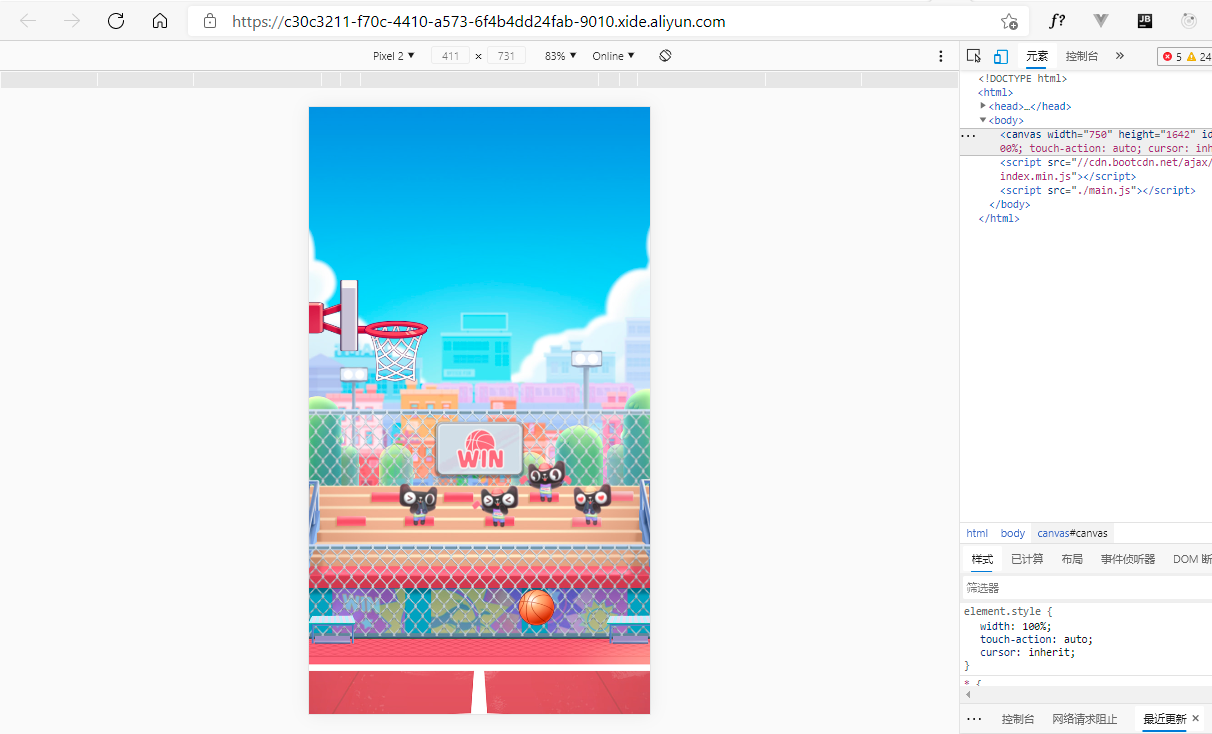 https://c30c3211-f70c-4410-a573-6f4b4dd24fab-9010.xide.aliyun.com
f?
JB
Pixel 2 ▼ 411 × 731 83% ▼ Online ▼
元素 控制台 » 5 24
<!DOCTYPE html>
<html>
<head>…</head>
<body>
<canvas width="750" height="1642" id
00%; touch-action: auto; cursor: inh
<script src="//cdn.bootcdn.net/ajax/
index.min.js"></script>
<script src="./main.js"></script>
</body>
</html>
WIN
WIN
html body canvas#canvas
样式 已计算 布局 事件侦听器 DOM 断
筛选器
element.style {
width: 100%;
touch-action: auto;
cursor: inherit;
}
* {
... 控制台 网络请求阻止 最近更新 ×